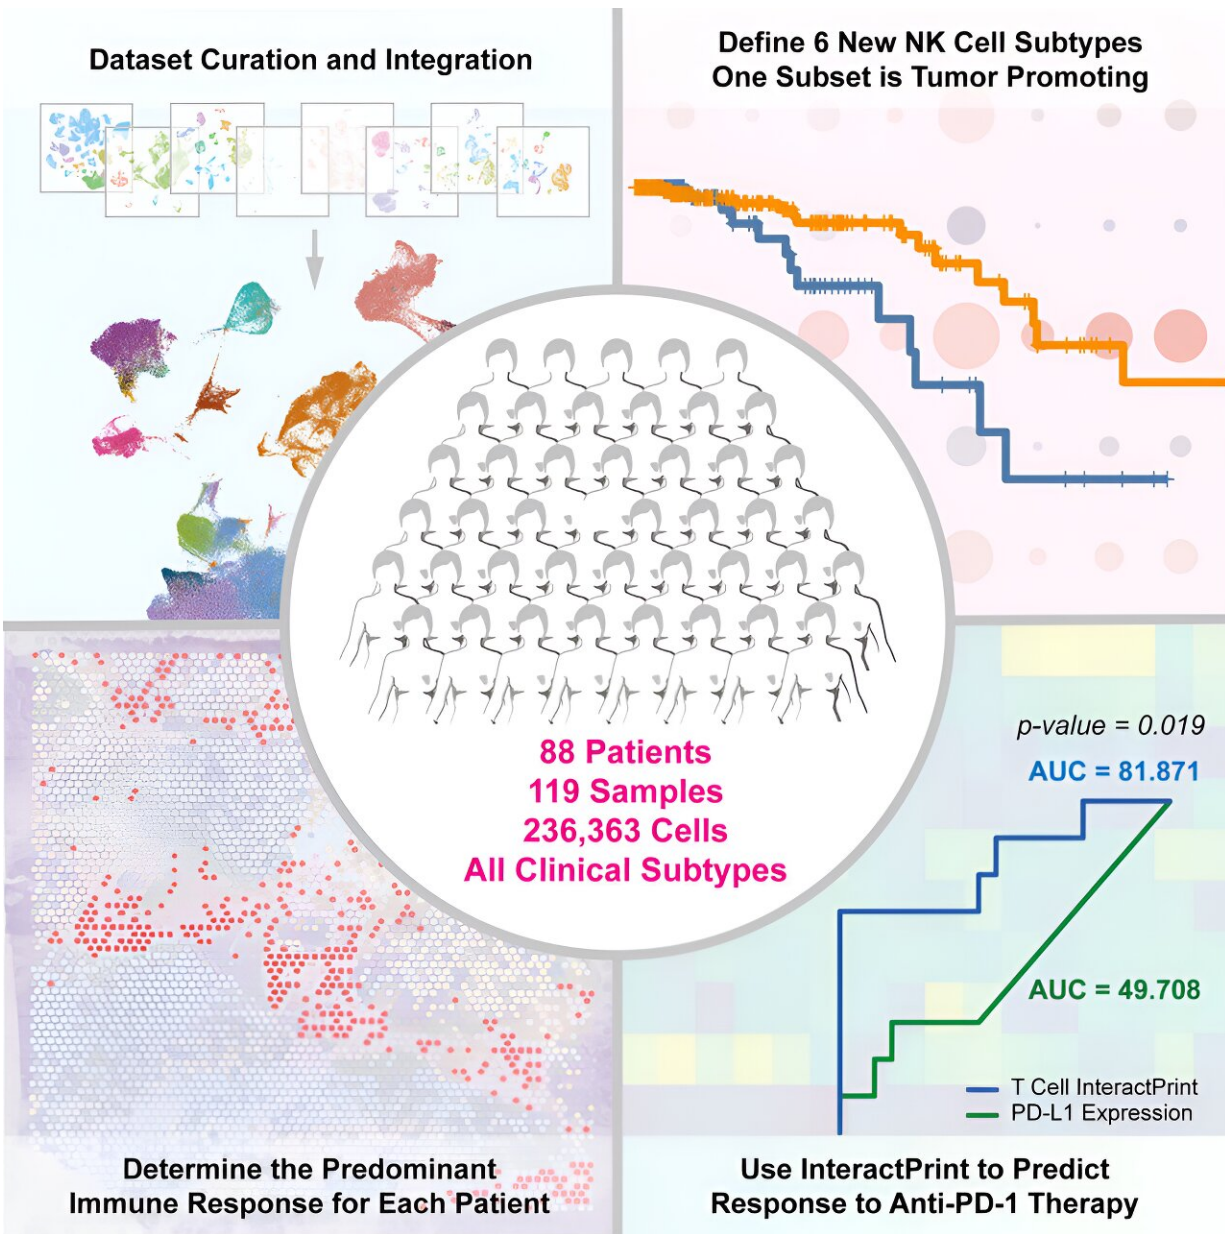 Dataset Curation and Integration
Define 6 New NK Cell Subtypes
One Subset is Tumor Promoting
88 Patients
119 Samples
236,363 Cells
All Clinical Subtypes
p-value = 0.019
AUC = 81.871
AUC = 49.708
T Cell InteractPrint
PD-L1 Expression
Determine the Predominant
Immune Response for Each Patient
Use InteractPrint to Predict
Response to Anti-PD-1 Therapy